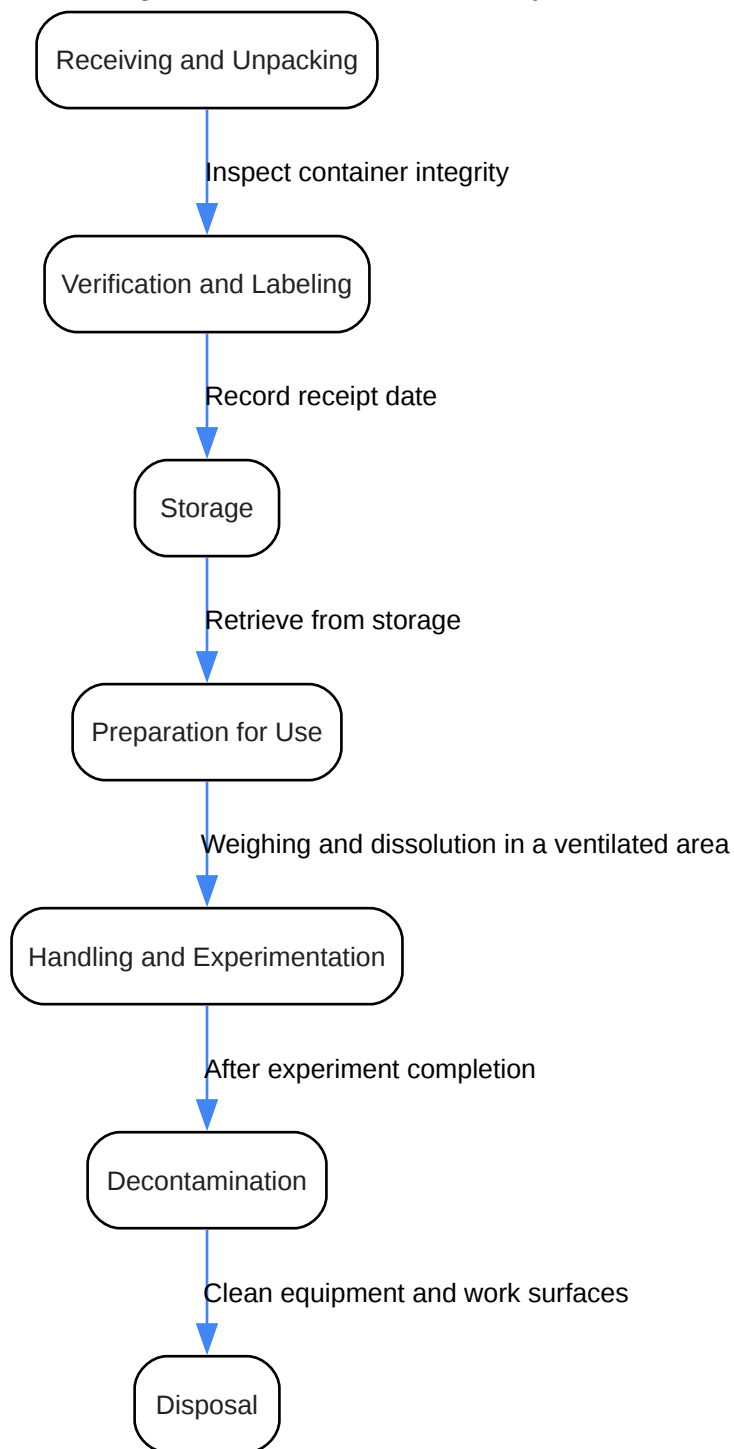 Receiving and Unpacking
Inspect container integrity
Verification and Labeling
Record receipt date
Storage
Retrieve from storage
Preparation for Use
Weighing and dissolution in a ventilated area
Handling and Experimentation
After experiment completion
Decontamination
Clean equipment and work surfaces
Disposal